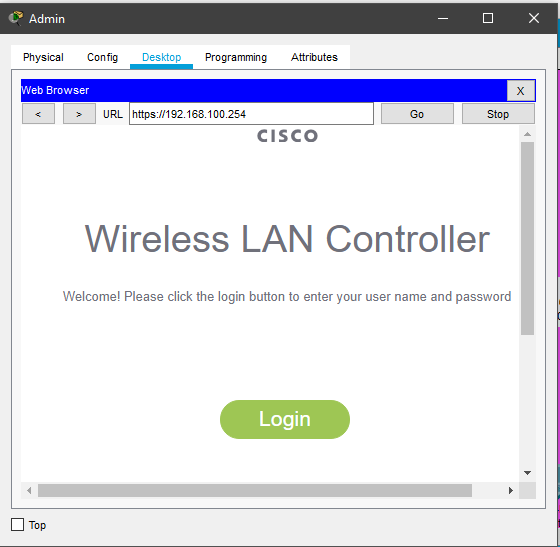 Admin
Physical Config Desktop Programming Attributes
Web Browser X
< > URL https://192.168.100.254 Go Stop
CISCO
Wireless LAN Controller
Welcome! Please click the login button to enter your user name and password
Login
Top